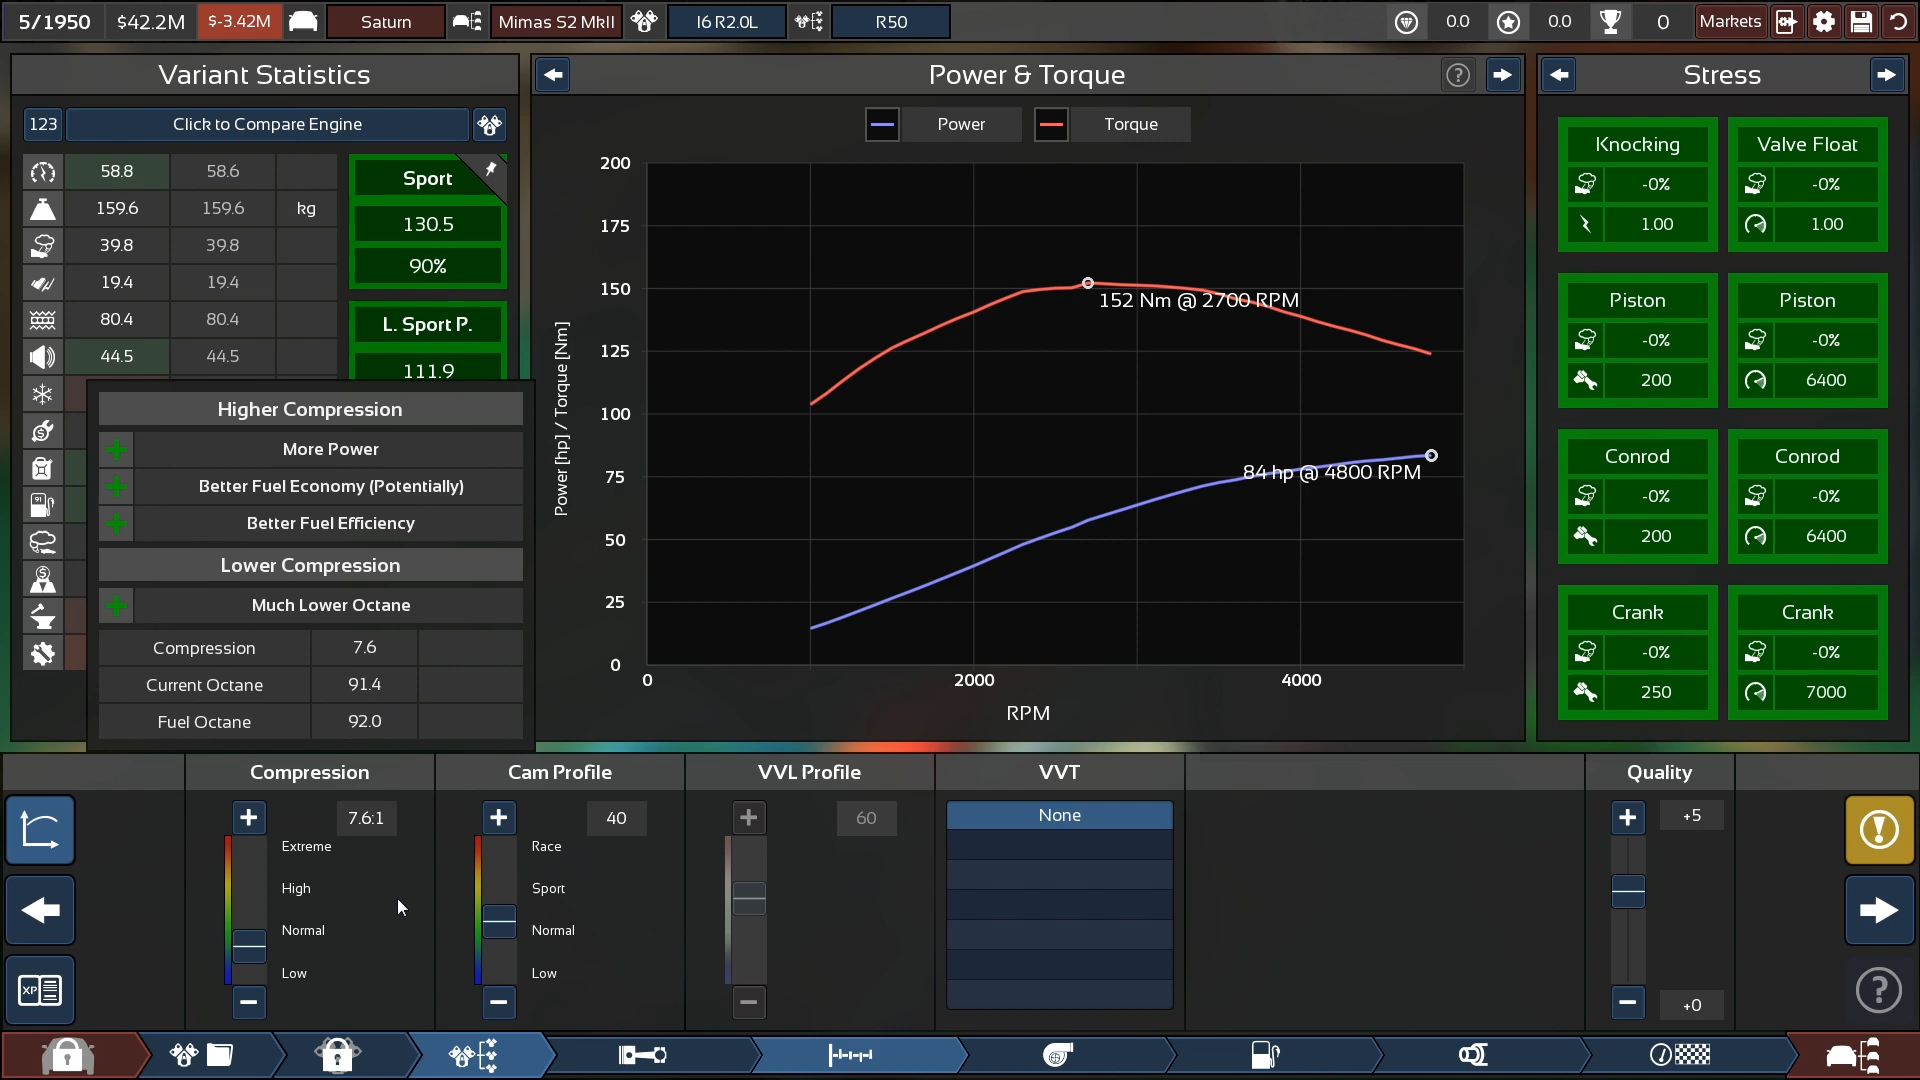 5/1950 $42.2M $-3.42M Saturn Mimas S2 MkII I6 R2.0L R50 0.0 0.0 0 Markets
Variant Statistics
123 Click to Compare Engine
58.8 58.6
159.6 159.6 kg
39.8 39.8
19.4 19.4
80.4 80.4
44.5 44.5
Sport
130.5
90%
L. Sport P.
111.9
91
Higher Compression
More Power
Better Fuel Economy (Potentially)
Better Fuel Efficiency
Lower Compression
Much Lower Octane
Compression 7.6
Current Octane 91.4
Fuel Octane 92.0
Power & Torque
?
Power Torque
Power [hp] / Torque [Nm]
200
175
150
125
100
75
50
25
0
152 Nm @ 2700 RPM
84 hp @ 4800 RPM
0 2000 4000
RPM
Stress
Knocking Valve Float
-0% -0%
1.00 1.00
Piston Piston
-0% -0%
200 6400
Conrod Conrod
-0% -0%
200 6400
Crank Crank
-0% -0%
250 7000
Compression
7.6:1
Extreme
High
Normal
Low
Cam Profile
40
Race
Sport
Normal
Low
VVL Profile
60
VVT
None
Quality
+5
+0
XP
?